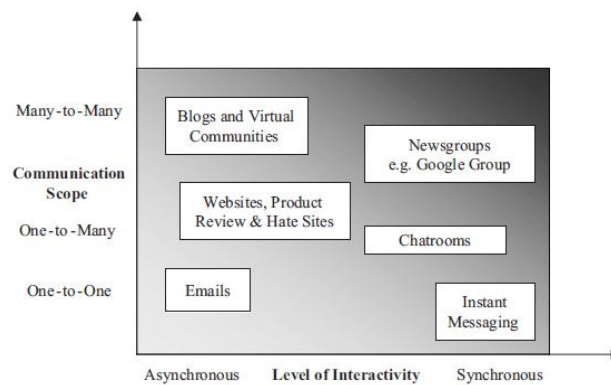 Many-to-Many
Blogs and Virtual
Communities
Newsgroups
e.g. Google Group
Communication
Scope
Websites, Product
Review & Hate Sites
One-to-Many
Chatrooms
One-to-One
Emails
Instant
Messaging
Asynchronous
Level of Interactivity
Synchronous